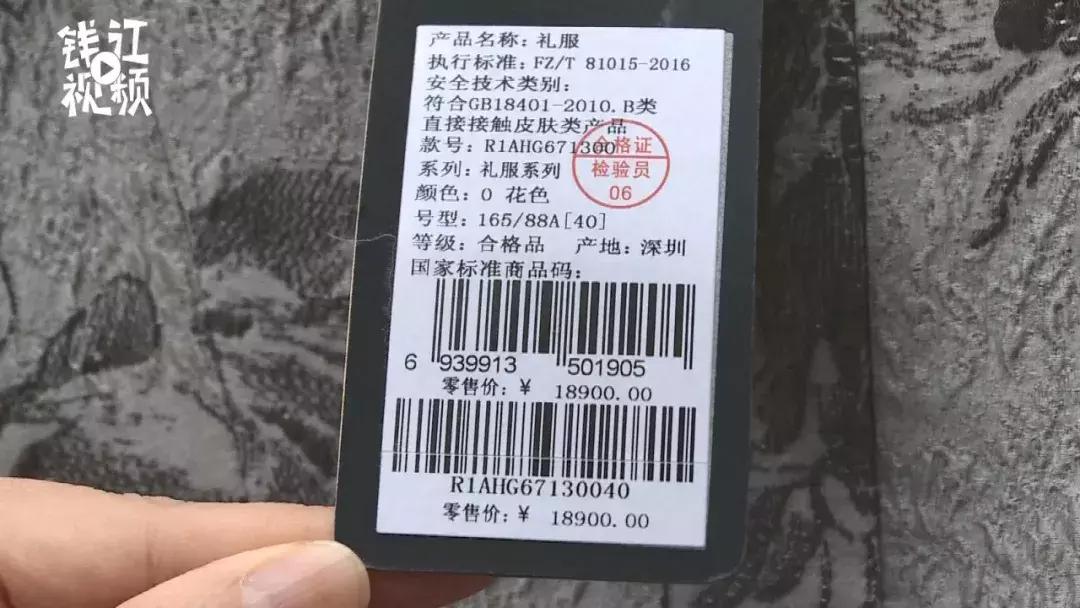 钱江
视频
产品名称：礼服
执行标准：FZ/T 81015-2016
安全技术类别：
符合GB18401-2010.B类
直接接触皮肤类产品
款号：R1AHG671300
合格证
检验员
06
系列：礼服系列
颜色：0 花色
号型：165/88A[40]
等级：合格品 产地：深圳
国家标准商品码：
6 939913 501905
零售价：¥ 18900.00
R1AHG67130040
零售价：¥ 18900.00